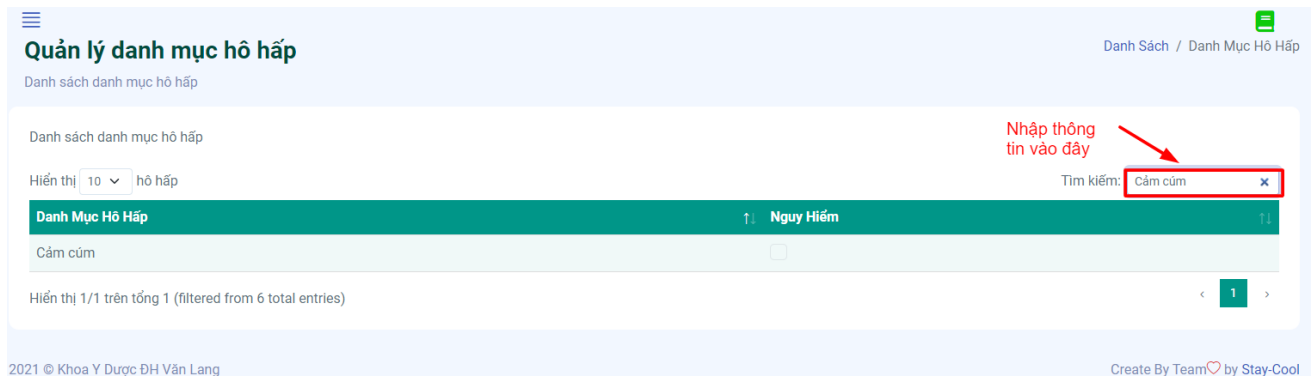 Quản lý danh mục hô hấp
Danh Sách / Danh Mục Hô Hấp
Danh sách danh mục hô hấp
Danh sách danh mục hô hấp
Nhập thông
tin vào đây
Hiển thị 10 hô hấp
Tìm kiếm: Cảm cúm
Danh Mục Hô Hấp Nguy Hiểm
Cảm cúm
Hiển thị 1/1 trên tổng 1 (filtered from 6 total entries)
‹ 1 ›
2021 © Khoa Y Dược ĐH Văn Lang
Create By Team♡ by Stay-Cool